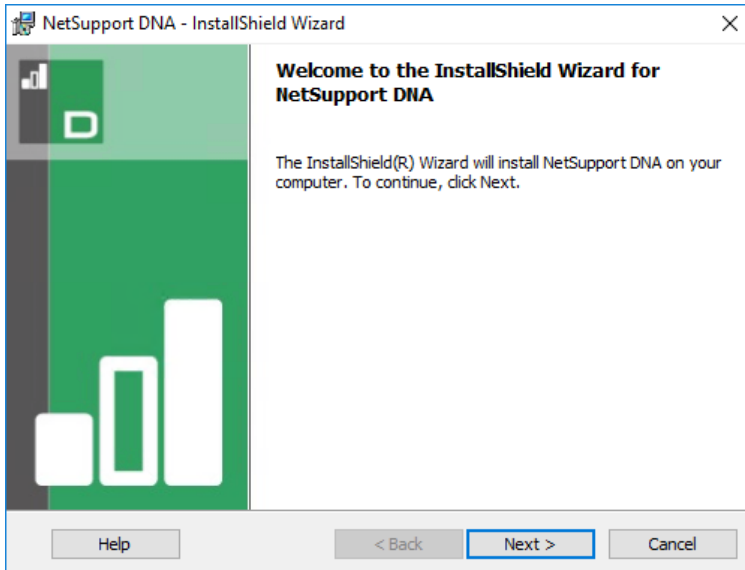 NetSupport DNA - InstallShield Wizard
D
Welcome to the InstallShield Wizard for
NetSupport DNA
The InstallShield(R) Wizard will install NetSupport DNA on your
computer. To continue, click Next.
Help
< Back
Next >
Cancel